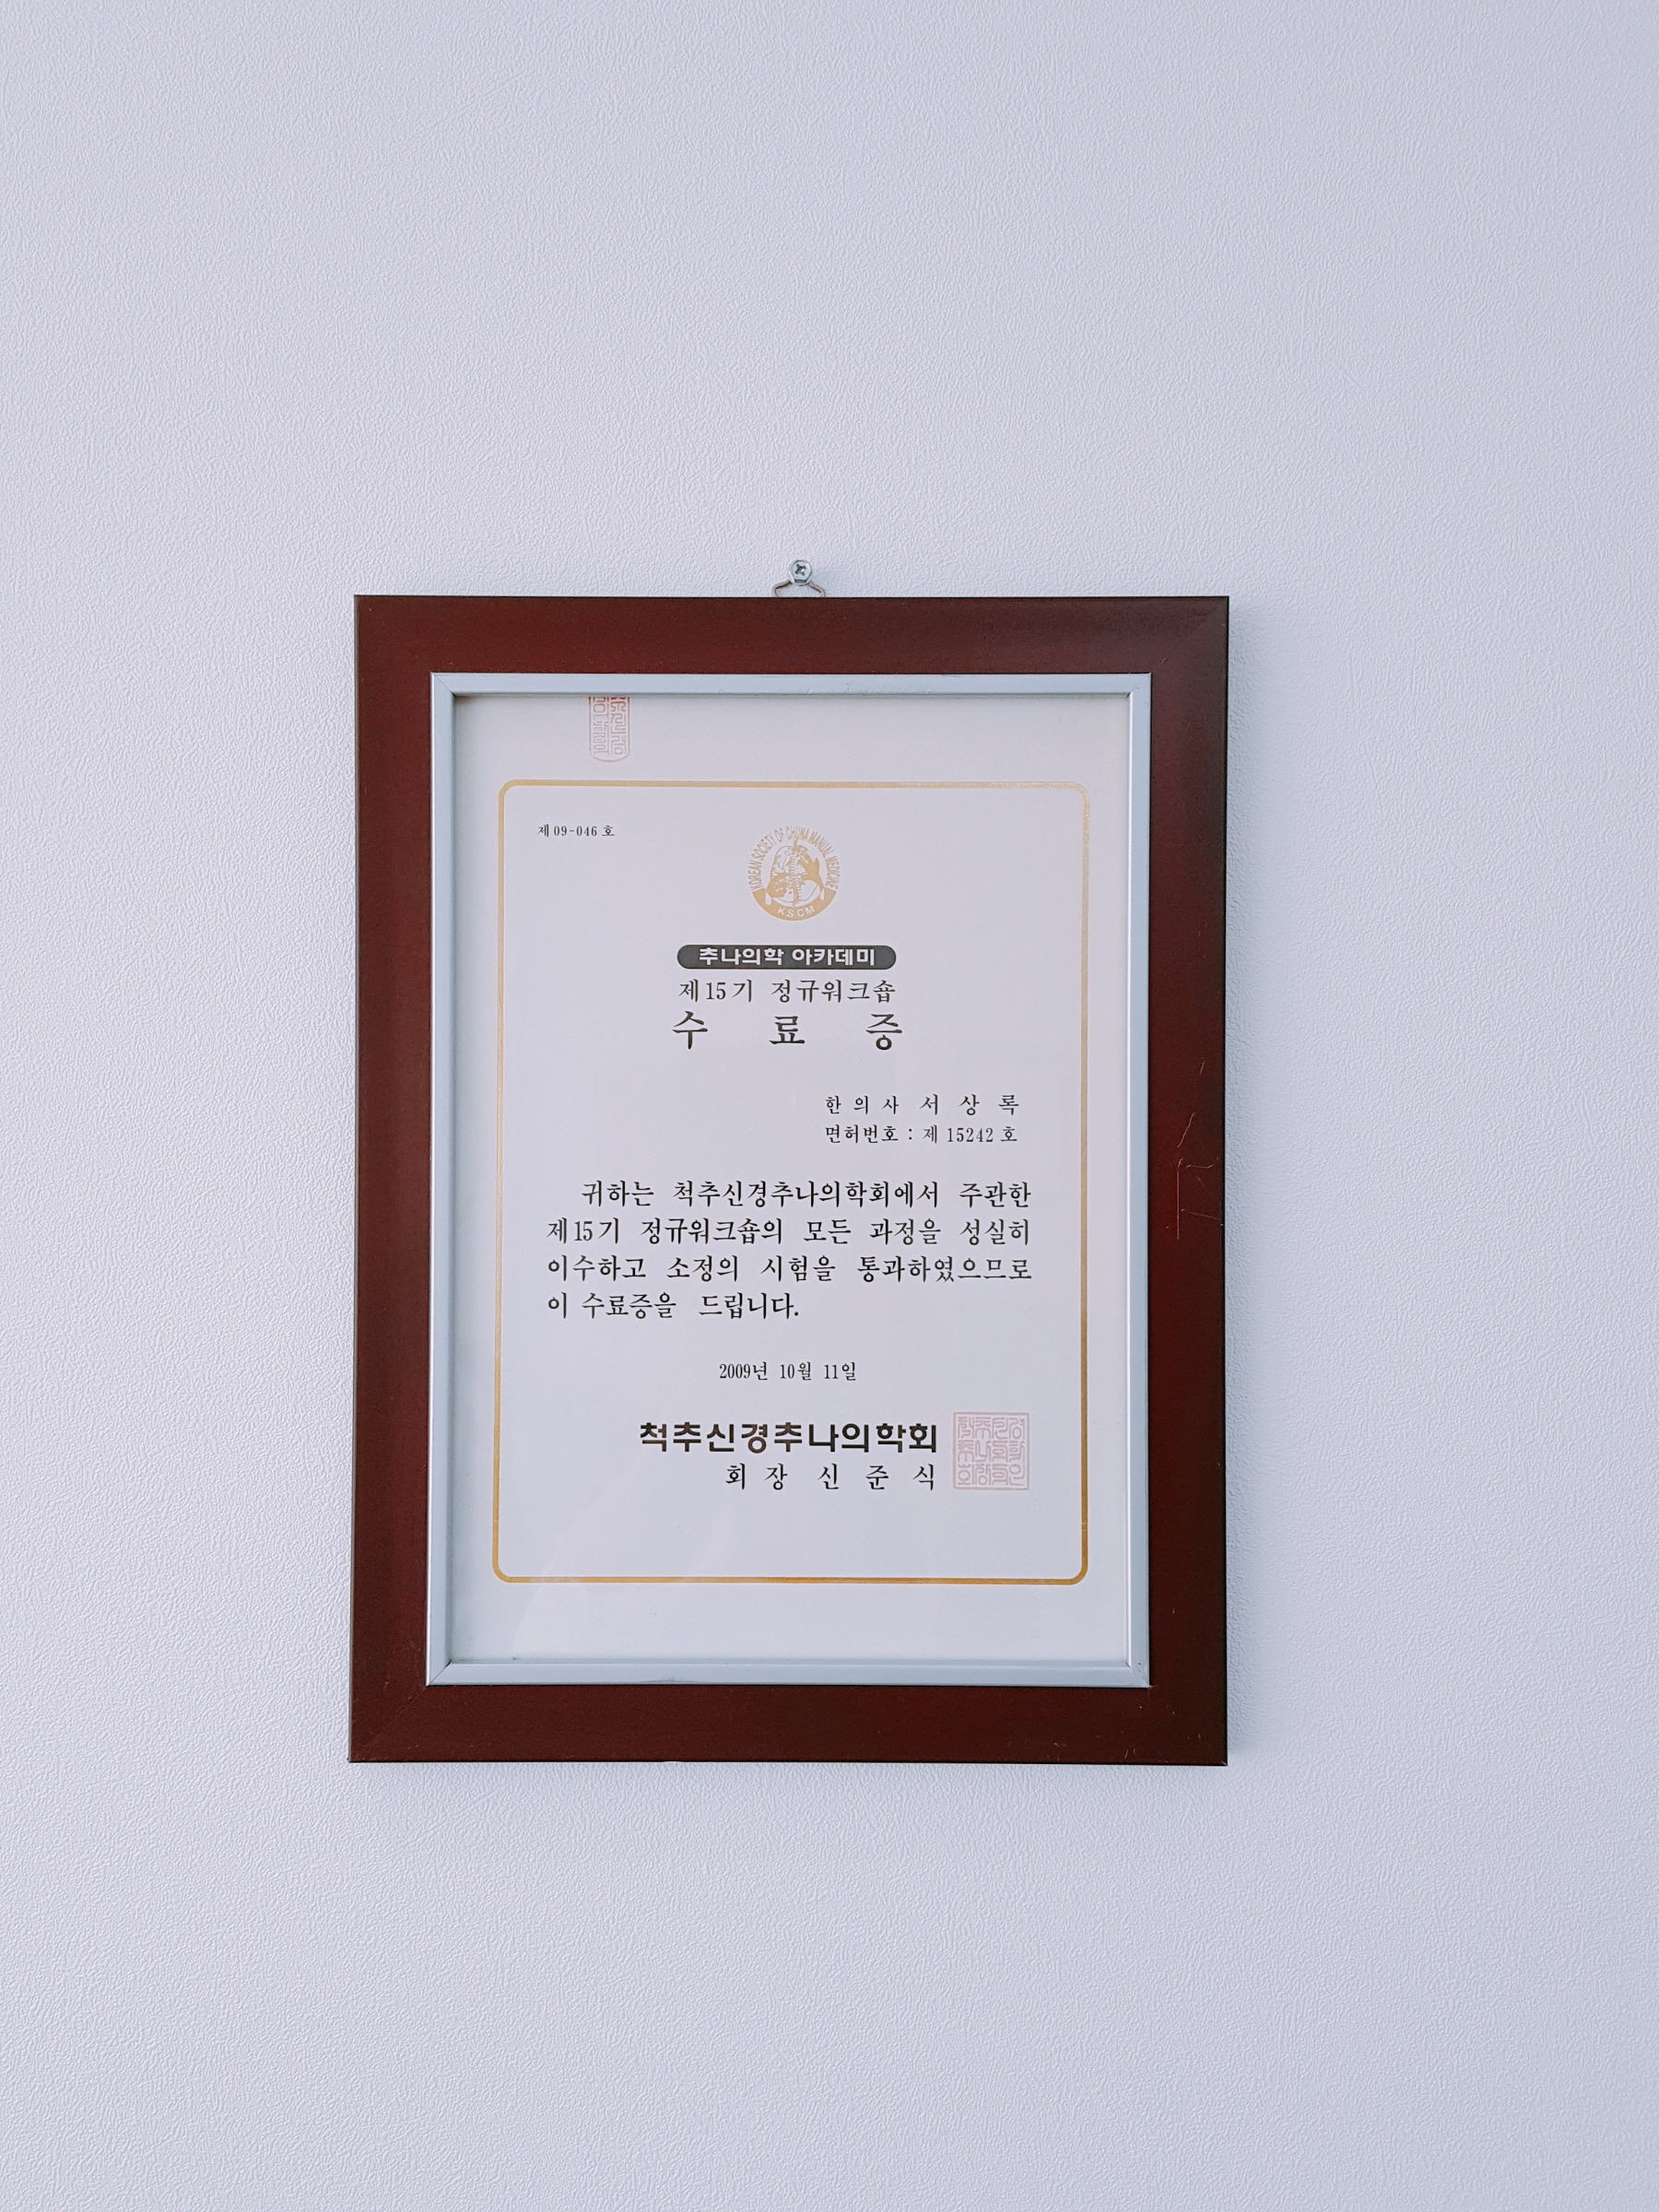 제 09-046 호
KOREAN SOCIETY OF CHUNA MANUAL MEDICINE
KSCM
추나의학 아카데미
제15기 정규워크숍
수 료 증
한 의 사 서 상 록
면허번호 : 제 15242 호
귀하는 척추신경추나의학회에서 주관한
제15기 정규워크숍의 모든 과정을 성실히
이수하고 소정의 시험을 통과하였으므로
이 수료증을 드립니다.
2009년 10월 11일
척추신경추나의학회
회 장 신 준 식